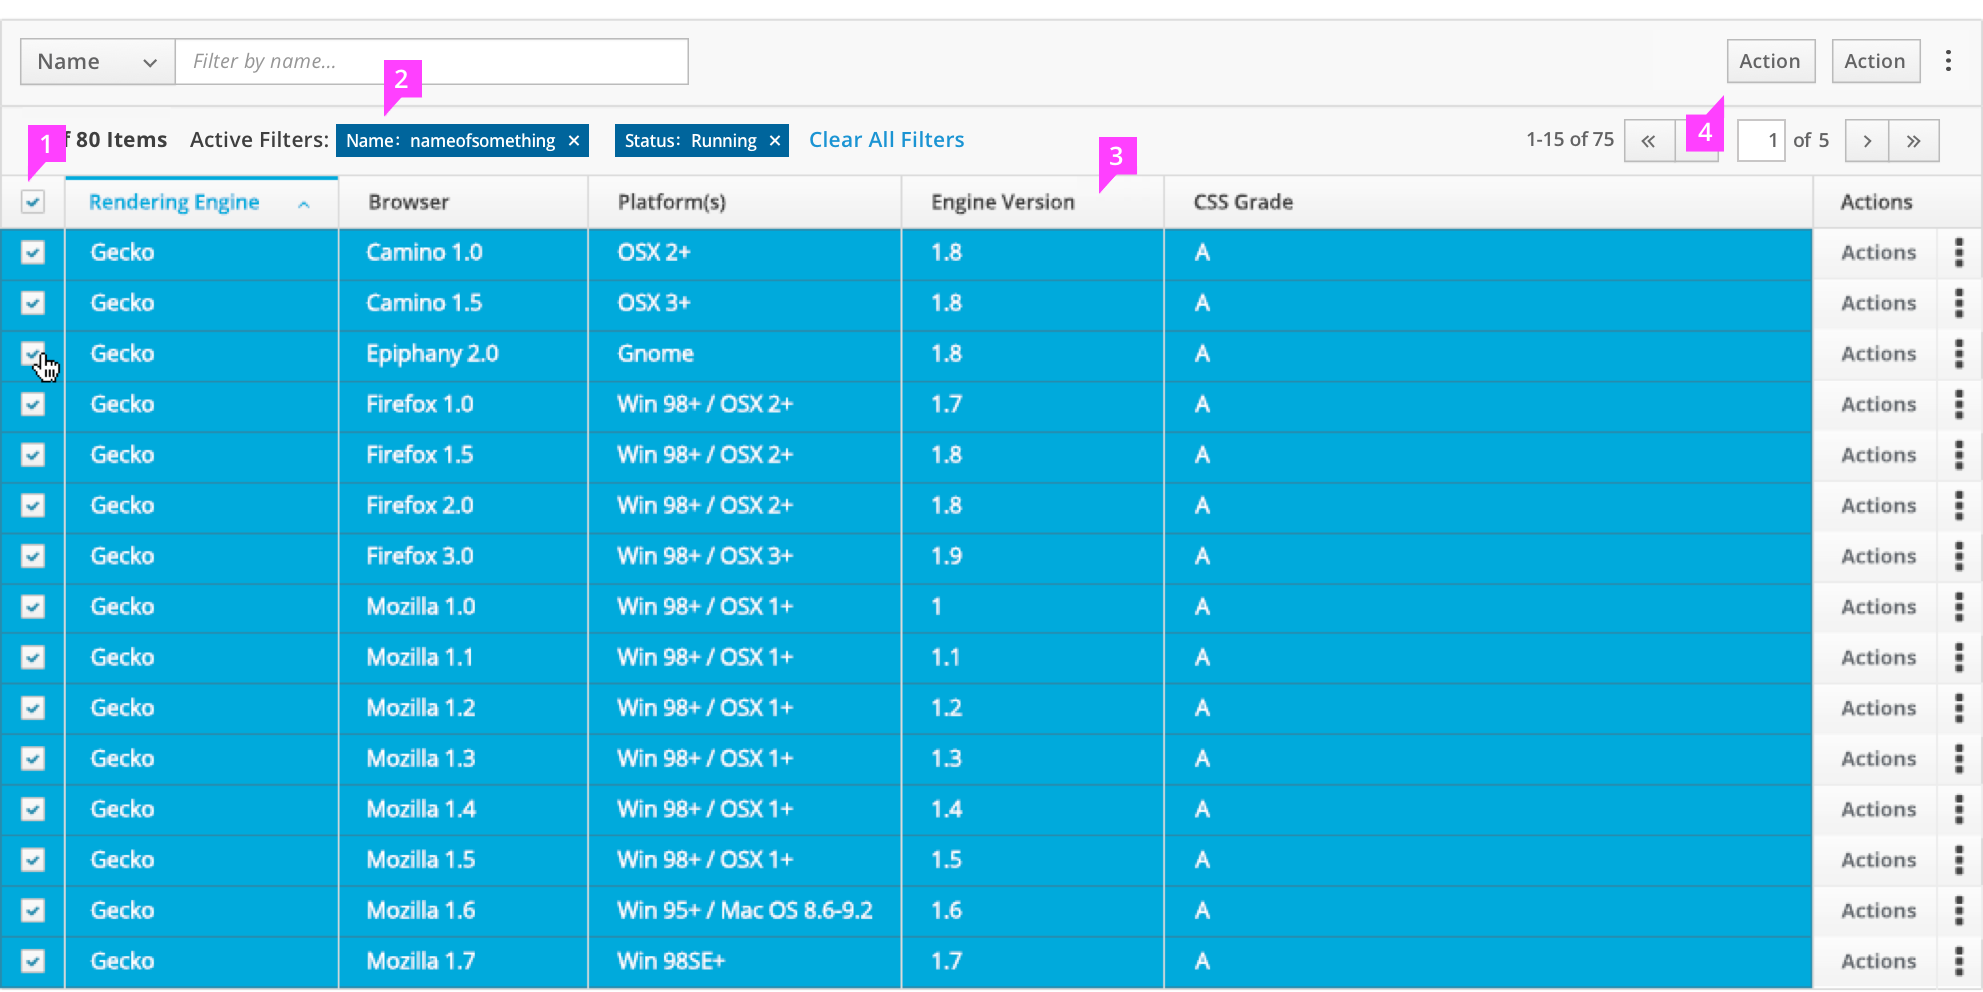 Name Filter by name... Action Action
2
1 f 80 Items Active Filters: Name: nameofsomething × Status: Running × Clear All Filters 3 1-15 of 75 « 4 1 of 5 > »
Rendering Engine Browser Platform(s) Engine Version CSS Grade Actions
Gecko Camino 1.0 OSX 2+ 1.8 A Actions
Gecko Camino 1.5 OSX 3+ 1.8 A Actions
Gecko Epiphany 2.0 Gnome 1.8 A Actions
Gecko Firefox 1.0 Win 98+ / OSX 2+ 1.7 A Actions
Gecko Firefox 1.5 Win 98+ / OSX 2+ 1.8 A Actions
Gecko Firefox 2.0 Win 98+ / OSX 2+ 1.8 A Actions
Gecko Firefox 3.0 Win 98+ / OSX 3+ 1.9 A Actions
Gecko Mozilla 1.0 Win 98+ / OSX 1+ 1 A Actions
Gecko Mozilla 1.1 Win 98+ / OSX 1+ 1.1 A Actions
Gecko Mozilla 1.2 Win 98+ / OSX 1+ 1.2 A Actions
Gecko Mozilla 1.3 Win 98+ / OSX 1+ 1.3 A Actions
Gecko Mozilla 1.4 Win 98+ / OSX 1+ 1.4 A Actions
Gecko Mozilla 1.5 Win 98+ / OSX 1+ 1.5 A Actions
Gecko Mozilla 1.6 Win 95+ / Mac OS 8.6-9.2 1.6 A Actions
Gecko Mozilla 1.7 Win 98SE+ 1.7 A Actions